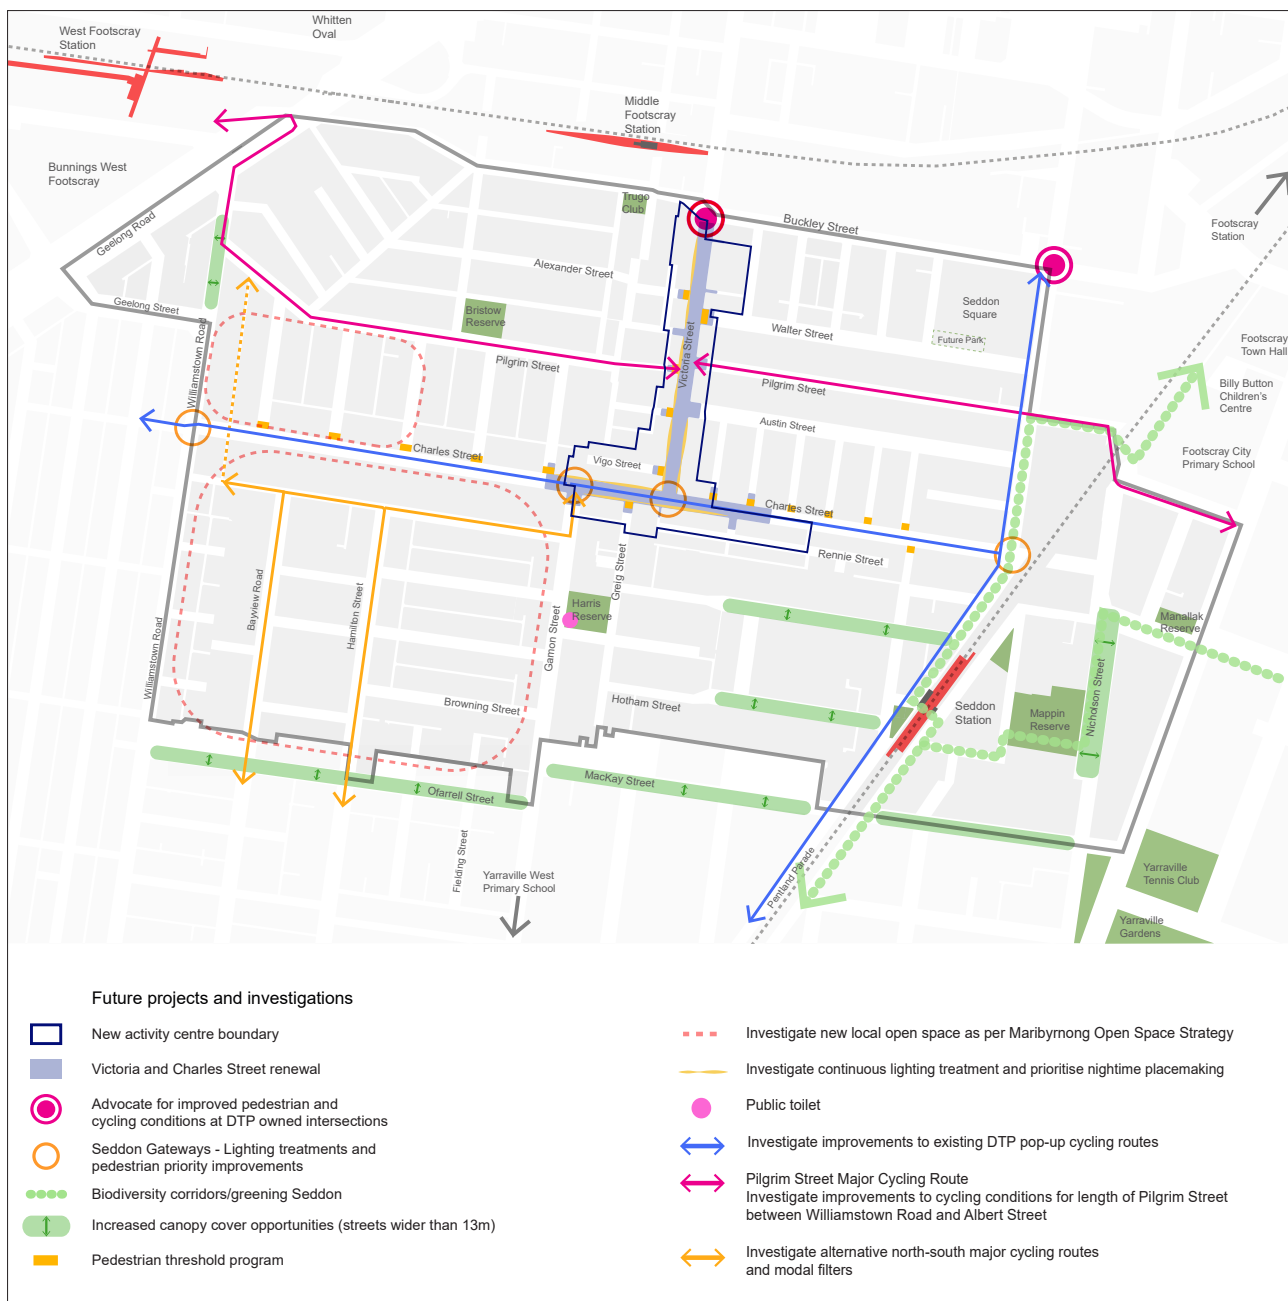 West Footscray
Station
Whitten
Oval
Middle
Footscray
Station
Bunnings West
Footscray
Trugo
Club
Buckley Street
Footscray
Station
Geelong Road
Alexander Street
Geelong Street
Bristow
Reserve
Seddon
Square
Walter Street
Future Park
Footscray
Town Hall
Victoria Street
Williamstown Road
Pilgrim Street
Pilgrim Street
Billy Button
Children's
Centre
Austin Street
Charles Street
Vigo Street
Footscray City
Primary School
Charles Street
Rennie Street
Greig Street
Bayview Road
Hamilton Street
Harris
Reserve
Gamon Street
Manallak
Reserve
Williamstown Road
Browning Street
Hotham Street
Seddon
Station
Mappin
Reserve
Nicholson Street
MacKay Street
Ofarrell Street
Fielding Street
Yarraville West
Primary School
Pentland Parade
Yarraville
Tennis Club
Yarraville
Gardens
Future projects and investigations
New activity centre boundary
Victoria and Charles Street renewal
Advocate for improved pedestrian and
cycling conditions at DTP owned intersections
Seddon Gateways - Lighting treatments and
pedestrian priority improvements
Biodiversity corridors/greening Seddon
Increased canopy cover opportunities (streets wider than 13m)
Pedestrian threshold program
Investigate new local open space as per Maribyrnong Open Space Strategy
Investigate continuous lighting treatment and prioritise nightime placemaking
Public toilet
Investigate improvements to existing DTP pop-up cycling routes
Pilgrim Street Major Cycling Route
Investigate improvements to cycling conditions for length of Pilgrim Street
between Williamstown Road and Albert Street
Investigate alternative north-south major cycling routes
and modal filters